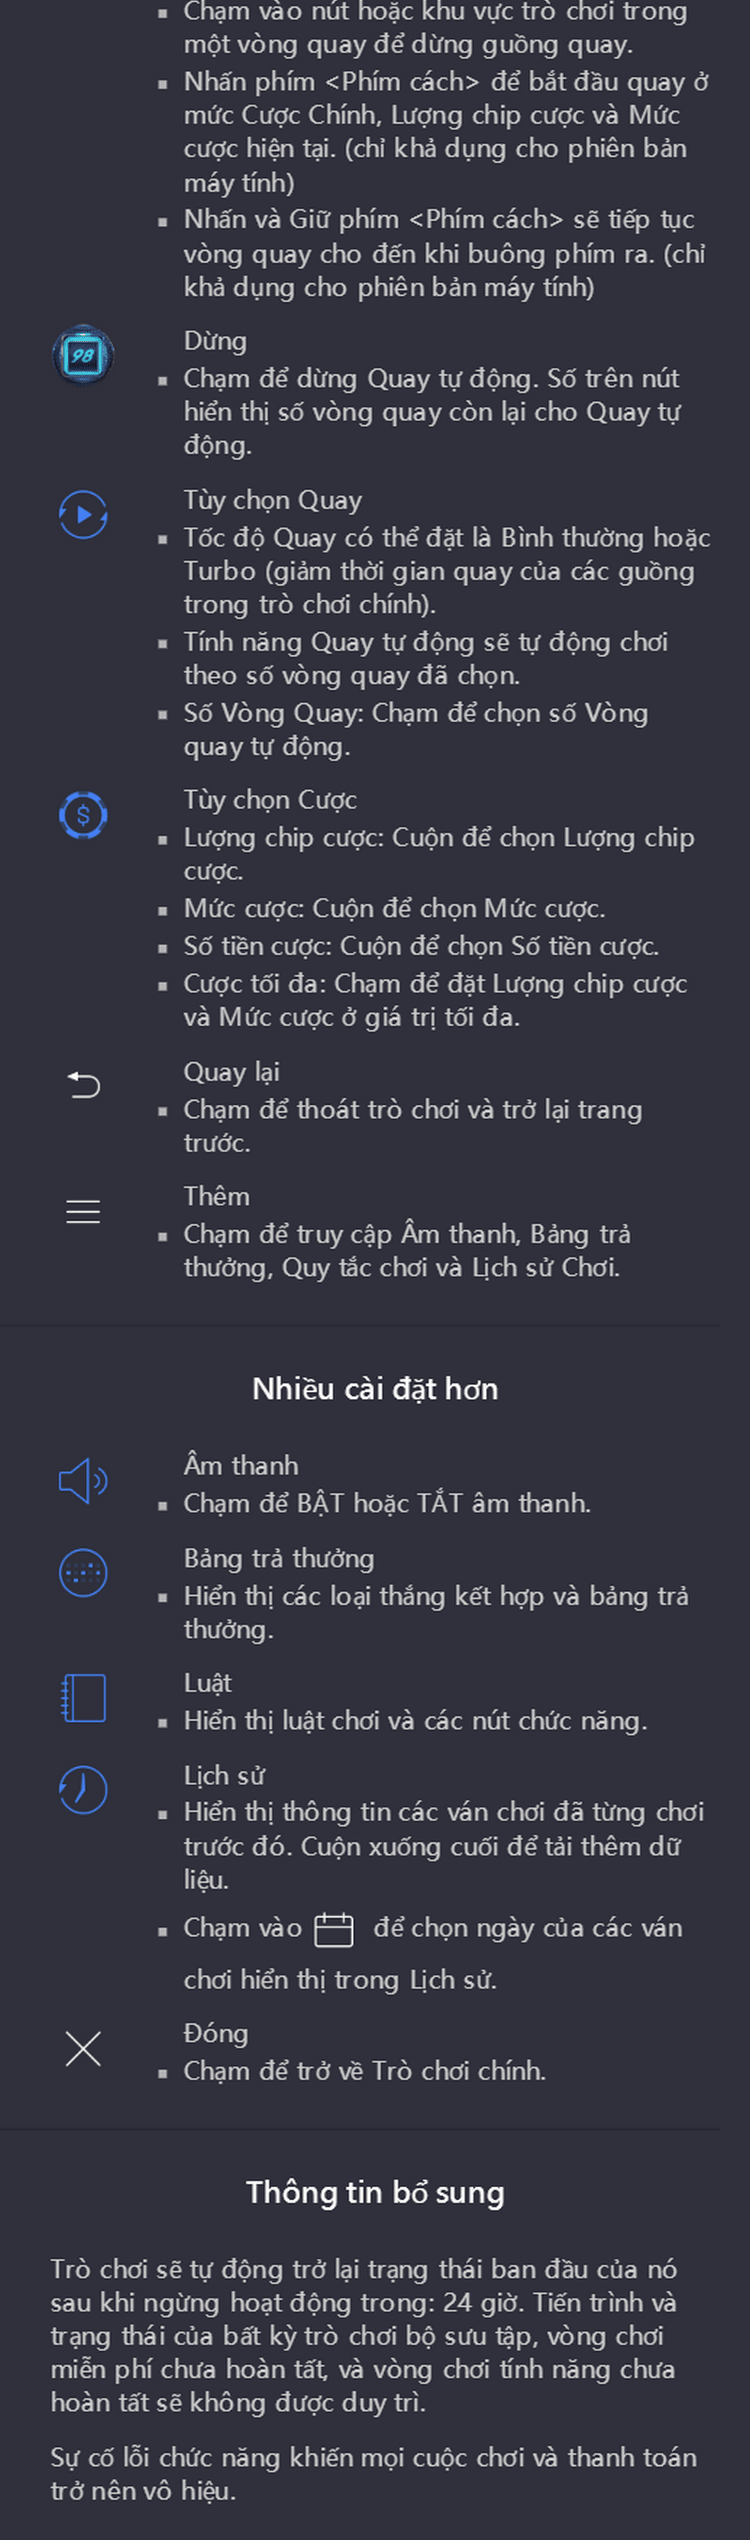 Chạm vào nút hoặc khu vực trò chơi trong
một vòng quay để dừng guồng quay.
Nhấn phím <Phím cách> để bắt đầu quay ở
mức Cược Chính, Lượng chip cược và Mức
cược hiện tại. (chỉ khả dụng cho phiên bản
máy tính)
Nhấn và Giữ phím <Phím cách> sẽ tiếp tục
vòng quay cho đến khi buông phím ra. (chỉ
khả dụng cho phiên bản máy tính)
98
Dừng
Chạm để dừng Quay tự động. Số trên nút
hiển thị số vòng quay còn lại cho Quay tự
động.
Tùy chọn Quay
Tốc độ Quay có thể đặt là Bình thường hoặc
Turbo (giảm thời gian quay của các guồng
trong trò chơi chính).
Tính năng Quay tự động sẽ tự động chơi
theo số vòng quay đã chọn.
Số Vòng Quay: Chạm để chọn số Vòng
quay tự động.
$
Tùy chọn Cược
Lượng chip cược: Cuộn để chọn Lượng chip
cược.
Mức cược: Cuộn để chọn Mức cược.
Số tiền cược: Cuộn để chọn Số tiền cược.
Cược tối đa: Chạm để đặt Lượng chip cược
và Mức cược ở giá trị tối đa.
Quay lại
Chạm để thoát trò chơi và trở lại trang
trước.
Thêm
Chạm để truy cập Âm thanh, Bảng trả
thưởng, Quy tắc chơi và Lịch sử Chơi.
Nhiều cài đặt hơn
Âm thanh
Chạm để BẬT hoặc TẮT âm thanh.
Bảng trả thưởng
Hiển thị các loại thắng kết hợp và bảng trả
thưởng.
Luật
Hiển thị luật chơi và các nút chức năng.
Lịch sử
Hiển thị thông tin các ván chơi đã từng chơi
trước đó. Cuộn xuống cuối để tải thêm dữ
liệu.
Chạm vào để chọn ngày của các ván
chơi hiển thị trong Lịch sử.
Đóng
Chạm để trở về Trò chơi chính.
Thông tin bổ sung
Trò chơi sẽ tự động trở lại trạng thái ban đầu của nó
sau khi ngừng hoạt động trong: 24 giờ. Tiến trình và
trạng thái của bất kỳ trò chơi bộ sưu tập, vòng chơi
miễn phí chưa hoàn tất, và vòng chơi tính năng chưa
hoàn tất sẽ không được duy trì.
Sự cố lỗi chức năng khiến mọi cuộc chơi và thanh toán
trở nên vô hiệu.